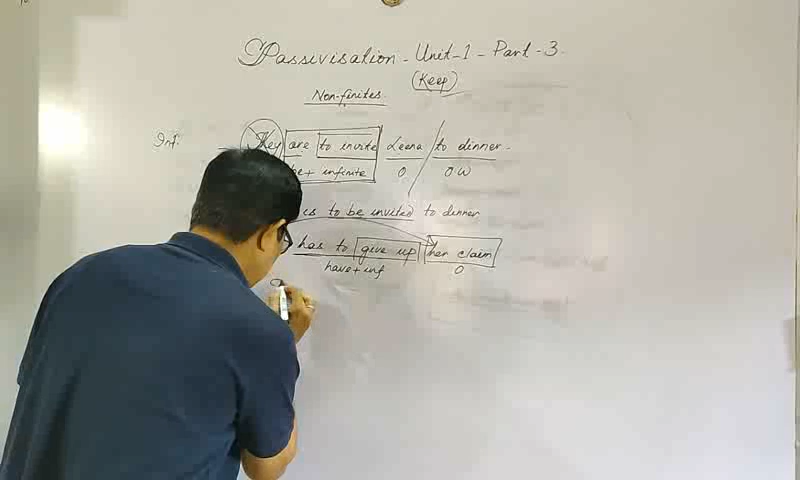 Passivisation - Unit-1 - Part-3.
(Keep)
Non-finites.
Inf: They are to invite Leena / to dinner.
be + infinite O OW
is to be invited to dinner
has to give up her claim
have + inf O